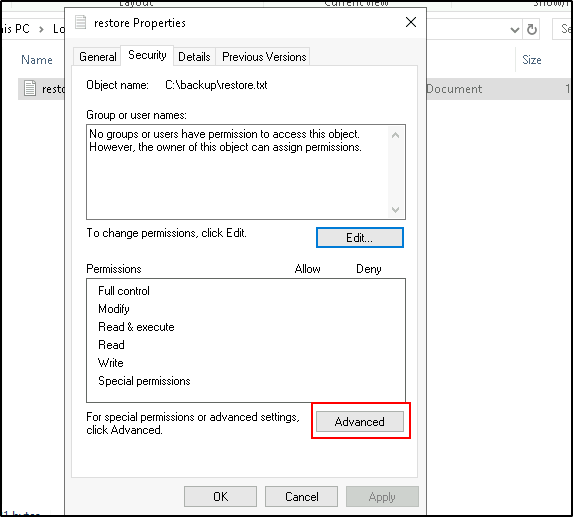 Layout
Current view
Show/h
his PC > Lo
Se
Name
Size
resto
Document
1
restore Properties
General
Security
Details
Previous Versions
Object name: C:\backup\restore.txt
Group or user names:
No groups or users have permission to access this object.
However, the owner of this object can assign permissions.
To change permissions, click Edit.
Edit...
Permissions Allow Deny
Full control
Modify
Read & execute
Read
Write
Special permissions
For special permissions or advanced settings,
click Advanced.
Advanced
OK
Cancel
Apply
1 bytes